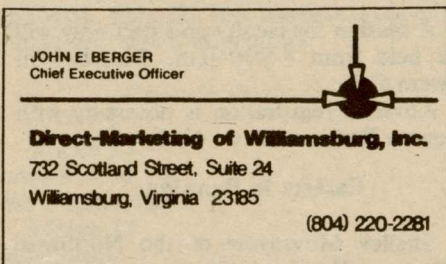 JOHN E. BERGER
Chief Executive Officer
Direct-Marketing of Williamsburg, Inc.
732 Scotland Street, Suite 24
Williamsburg, Virginia 23185
(804) 220-2281